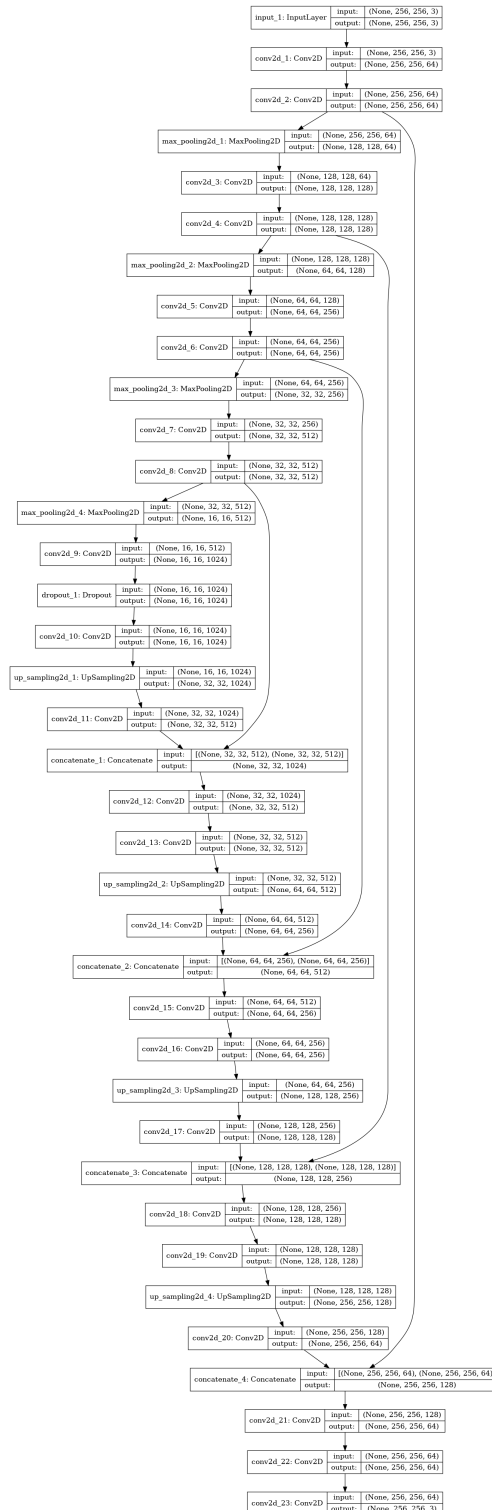 input_1: InputLayer input: (None, 256, 256, 3)
output: (None, 256, 256, 3)
conv2d_1: Conv2D input: (None, 256, 256, 3)
output: (None, 256, 256, 64)
conv2d_2: Conv2D input: (None, 256, 256, 64)
output: (None, 256, 256, 64)
max_pooling2d_1: MaxPooling2D input: (None, 256, 256, 64)
output: (None, 128, 128, 64)
conv2d_3: Conv2D input: (None, 128, 128, 64)
output: (None, 128, 128, 128)
conv2d_4: Conv2D input: (None, 128, 128, 128)
output: (None, 128, 128, 128)
max_pooling2d_2: MaxPooling2D input: (None, 128, 128, 128)
output: (None, 64, 64, 128)
conv2d_5: Conv2D input: (None, 64, 64, 128)
output: (None, 64, 64, 256)
conv2d_6: Conv2D input: (None, 64, 64, 256)
output: (None, 64, 64, 256)
max_pooling2d_3: MaxPooling2D input: (None, 64, 64, 256)
output: (None, 32, 32, 256)
conv2d_7: Conv2D input: (None, 32, 32, 256)
output: (None, 32, 32, 512)
conv2d_8: Conv2D input: (None, 32, 32, 512)
output: (None, 32, 32, 512)
max_pooling2d_4: MaxPooling2D input: (None, 32, 32, 512)
output: (None, 16, 16, 512)
conv2d_9: Conv2D input: (None, 16, 16, 512)
output: (None, 16, 16, 1024)
dropout_1: Dropout input: (None, 16, 16, 1024)
output: (None, 16, 16, 1024)
conv2d_10: Conv2D input: (None, 16, 16, 1024)
output: (None, 16, 16, 1024)
up_sampling2d_1: UpSampling2D input: (None, 16, 16, 1024)
output: (None, 32, 32, 1024)
conv2d_11: Conv2D input: (None, 32, 32, 1024)
output: (None, 32, 32, 512)
concatenate_1: Concatenate input: [(None, 32, 32, 512), (None, 32, 32, 512)]
output: (None, 32, 32, 1024)
conv2d_12: Conv2D input: (None, 32, 32, 1024)
output: (None, 32, 32, 512)
conv2d_13: Conv2D input: (None, 32, 32, 512)
output: (None, 32, 32, 512)
up_sampling2d_2: UpSampling2D input: (None, 32, 32, 512)
output: (None, 64, 64, 512)
conv2d_14: Conv2D input: (None, 64, 64, 512)
output: (None, 64, 64, 256)
concatenate_2: Concatenate input: [(None, 64, 64, 256), (None, 64, 64, 256)]
output: (None, 64, 64, 512)
conv2d_15: Conv2D input: (None, 64, 64, 512)
output: (None, 64, 64, 256)
conv2d_16: Conv2D input: (None, 64, 64, 256)
output: (None, 64, 64, 256)
up_sampling2d_3: UpSampling2D input: (None, 64, 64, 256)
output: (None, 128, 128, 256)
conv2d_17: Conv2D input: (None, 128, 128, 256)
output: (None, 128, 128, 128)
concatenate_3: Concatenate input: [(None, 128, 128, 128), (None, 128, 128, 128)]
output: (None, 128, 128, 256)
conv2d_18: Conv2D input: (None, 128, 128, 256)
output: (None, 128, 128, 128)
conv2d_19: Conv2D input: (None, 128, 128, 128)
output: (None, 128, 128, 128)
up_sampling2d_4: UpSampling2D input: (None, 128, 128, 128)
output: (None, 256, 256, 128)
conv2d_20: Conv2D input: (None, 256, 256, 128)
output: (None, 256, 256, 64)
concatenate_4: Concatenate input: [(None, 256, 256, 64), (None, 256, 256, 64)
output: (None, 256, 256, 128)
conv2d_21: Conv2D input: (None, 256, 256, 128)
output: (None, 256, 256, 64)
conv2d_22: Conv2D input: (None, 256, 256, 64)
output: (None, 256, 256, 64)
conv2d_23: Conv2D input: (None, 256, 256, 64)
output: (None, 256, 256, 3)